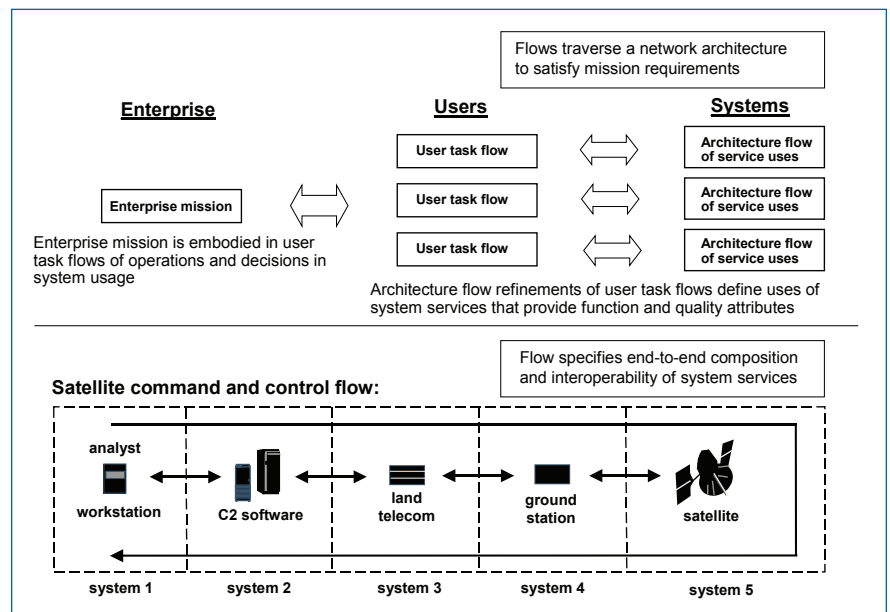 Flows traverse a network architecture
to satisfy mission requirements
Enterprise
Users
Systems
User task flow
Architecture flow
of service uses
Enterprise mission
User task flow
Architecture flow
of service uses
User task flow
Architecture flow
of service uses
Enterprise mission is embodied in user
task flows of operations and decisions in
system usage
Architecture flow refinements of user task flows define uses of
system services that provide function and quality attributes
Flow specifies end-to-end composition
and interoperability of system services
Satellite command and control flow:
analyst
workstation
C2 software
land
telecom
ground
station
satellite
system 1
system 2
system 3
system 4
system 5